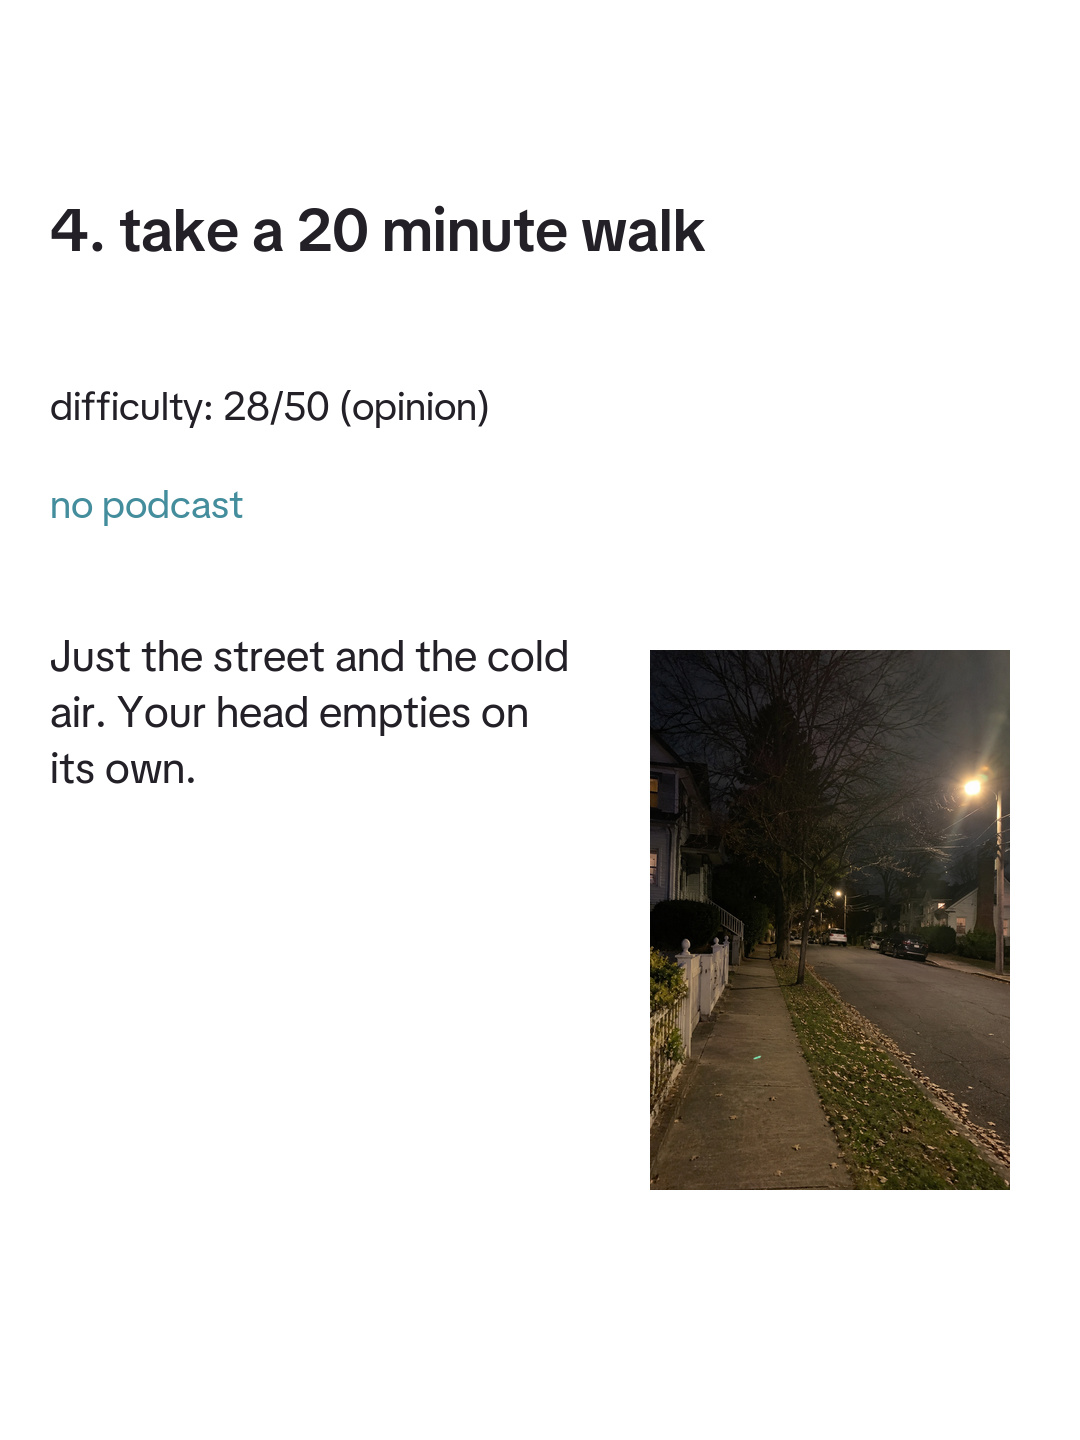 4. take a 20 minute walk
difficulty: 28/50 (opinion)
no podcast
Just the street and the cold
air. Your head empties on
its own.